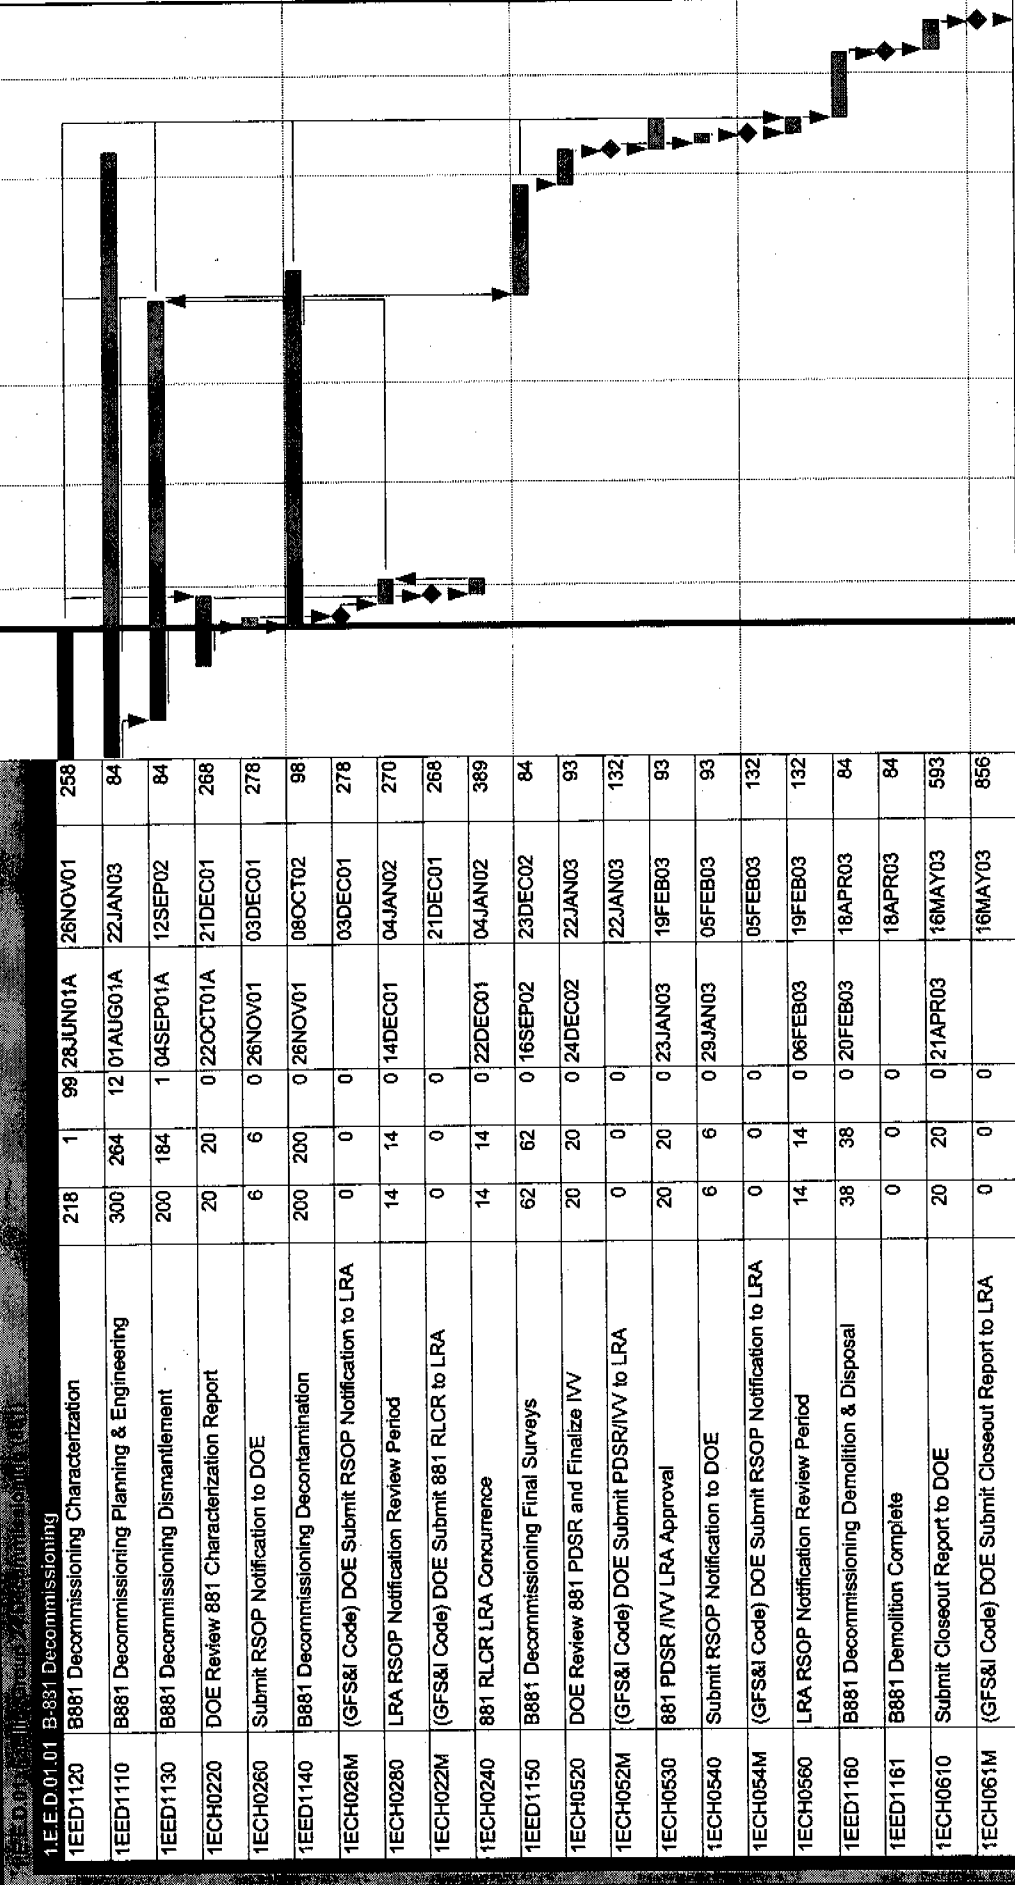 1.E.E.D.01.01 B-881 Decommissioning
1EED1120 B881 Decommissioning Characterization 218 1 99 28JUN01A 26NOV01 258
1EED1110 B881 Decommissioning Planning & Engineering 300 264 12 01AUG01A 22JAN03 84
1EED1130 B881 Decommissioning Dismantlement 200 184 1 04SEP01A 12SEP02 84
1ECH0220 DOE Review 881 Characterization Report 20 20 0 22OCT01A 21DEC01 268
1ECH0260 Submit RSOP Notification to DOE 6 6 0 26NOV01 03DEC01 278
1EED1140 B881 Decommissioning Decontamination 200 200 0 26NOV01 08OCT02 98
1ECH026M (GFS&I Code) DOE Submit RSOP Notification to LRA 0 0 0 03DEC01 278
1ECH0280 LRA RSOP Notification Review Period 14 14 0 14DEC01 04JAN02 270
1ECH022M (GFS&I Code) DOE Submit 881 RLCR to LRA 0 0 0 21DEC01 268
1ECH0240 881 RLCR LRA Concurrence 14 14 0 22DEC01 04JAN02 389
1EED1150 B881 Decommissioning Final Surveys 62 62 0 16SEP02 23DEC02 84
1ECH0520 DOE Review 881 PDSR and Finalize IVV 20 20 0 24DEC02 22JAN03 93
1ECH052M (GFS&I Code) DOE Submit PDSR/IVV to LRA 0 0 0 22JAN03 132
1ECH0530 881 PDSR /IVV LRA Approval 20 20 0 23JAN03 19FEB03 93
1ECH0540 Submit RSOP Notification to DOE 6 6 0 29JAN03 05FEB03 93
1ECH054M (GFS&I Code) DOE Submit RSOP Notification to LRA 0 0 0 05FEB03 132
1ECH0560 LRA RSOP Notification Review Period 14 14 0 06FEB03 19FEB03 132
1EED1160 B881 Decommissioning Demolition & Disposal 38 38 0 20FEB03 18APR03 84
1EED1161 B881 Demolition Complete 0 0 0 18APR03 84
1ECH0610 Submit Closeout Report to DOE 20 20 0 21APR03 16MAY03 593
1ECH061M (GFS&I Code) DOE Submit Closeout Report to LRA 0 0 0 16MAY03 856